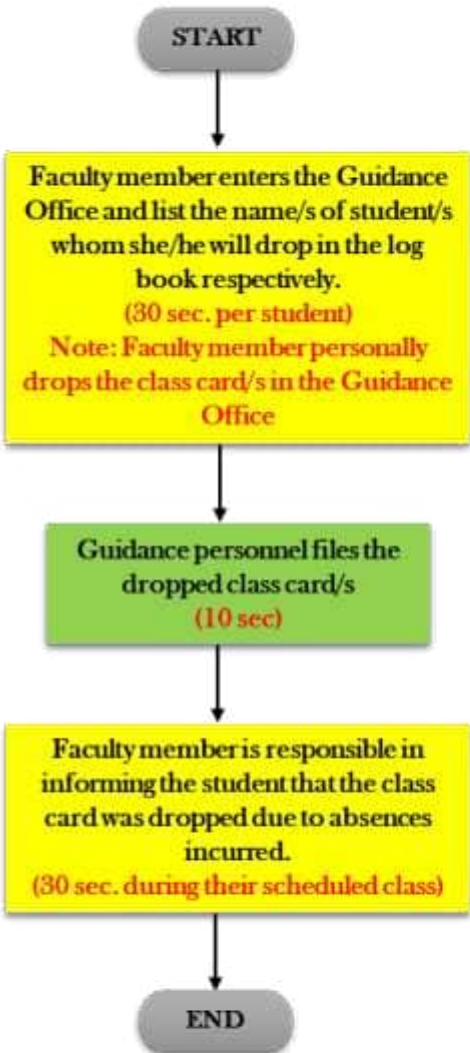 START
Faculty member enters the Guidance
Office and list the name/s of student/s
whom she/he will drop in the log
book respectively.
(30 sec. per student)
Note: Faculty member personally
drops the class card/s in the Guidance
Office
Guidance personnel files the
dropped class card/s
(10 sec)
Faculty member is responsible in
informing the student that the class
card was dropped due to absences
incurred.
(30 sec. during their scheduled class)
END